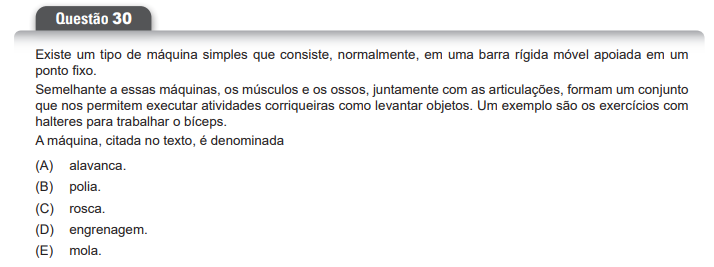 Questão 30
Existe um tipo de máquina simples que consiste, normalmente, em uma barra rígida móvel apoiada em um
ponto fixo.
Semelhante a essas máquinas, os músculos e os ossos, juntamente com as articulações, formam um conjunto
que nos permitem executar atividades corriqueiras como levantar objetos. Um exemplo são os exercícios com
halteres para trabalhar o bíceps.
A máquina, citada no texto, é denominada
(A) alavanca.
(B) polia.
(C) rosca.
(D) engrenagem.
(E) mola.